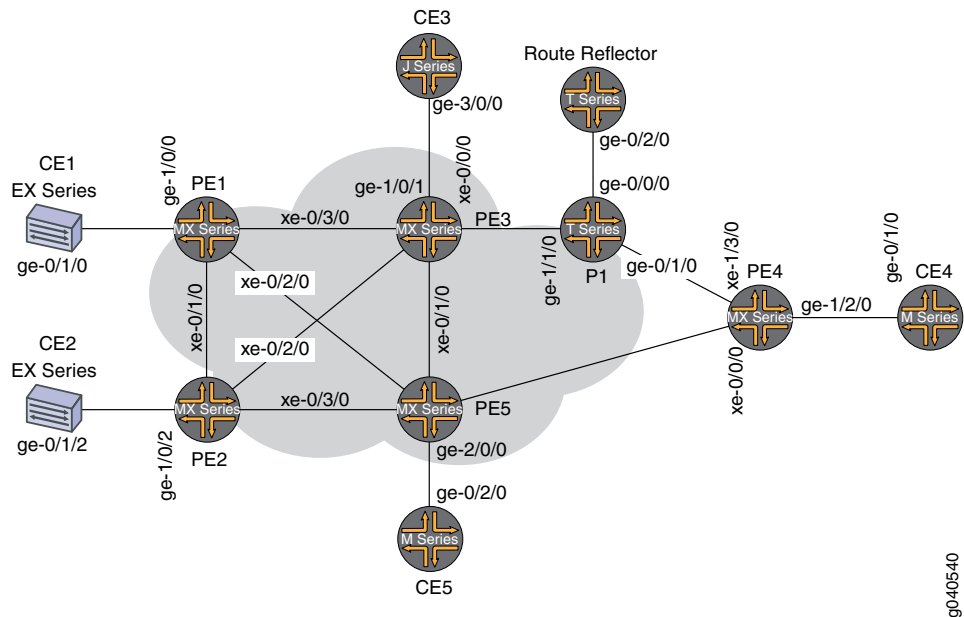 CE3
J Series
ge-3/0/0
Route Reflector
T Series
ge-0/2/0
CE1
EX Series
ge-0/1/0
ge-1/0/0
PE1
MX Series
xe-0/3/0
ge-1/0/1
xe-0/0/0
MX Series
PE3
ge-0/0/0
T Series
ge-1/1/0
P1
ge-0/1/0
xe-1/3/0
PE4
MX Series
xe-0/0/0
ge-1/2/0
ge-0/1/0
CE4
M Series
xe-0/1/0
xe-0/2/0
xe-0/2/0
xe-0/1/0
CE2
EX Series
ge-0/1/2
ge-1/0/2
MX Series
PE2
xe-0/3/0
MX Series
PE5
ge-2/0/0
ge-0/2/0
M Series
CE5
g040540